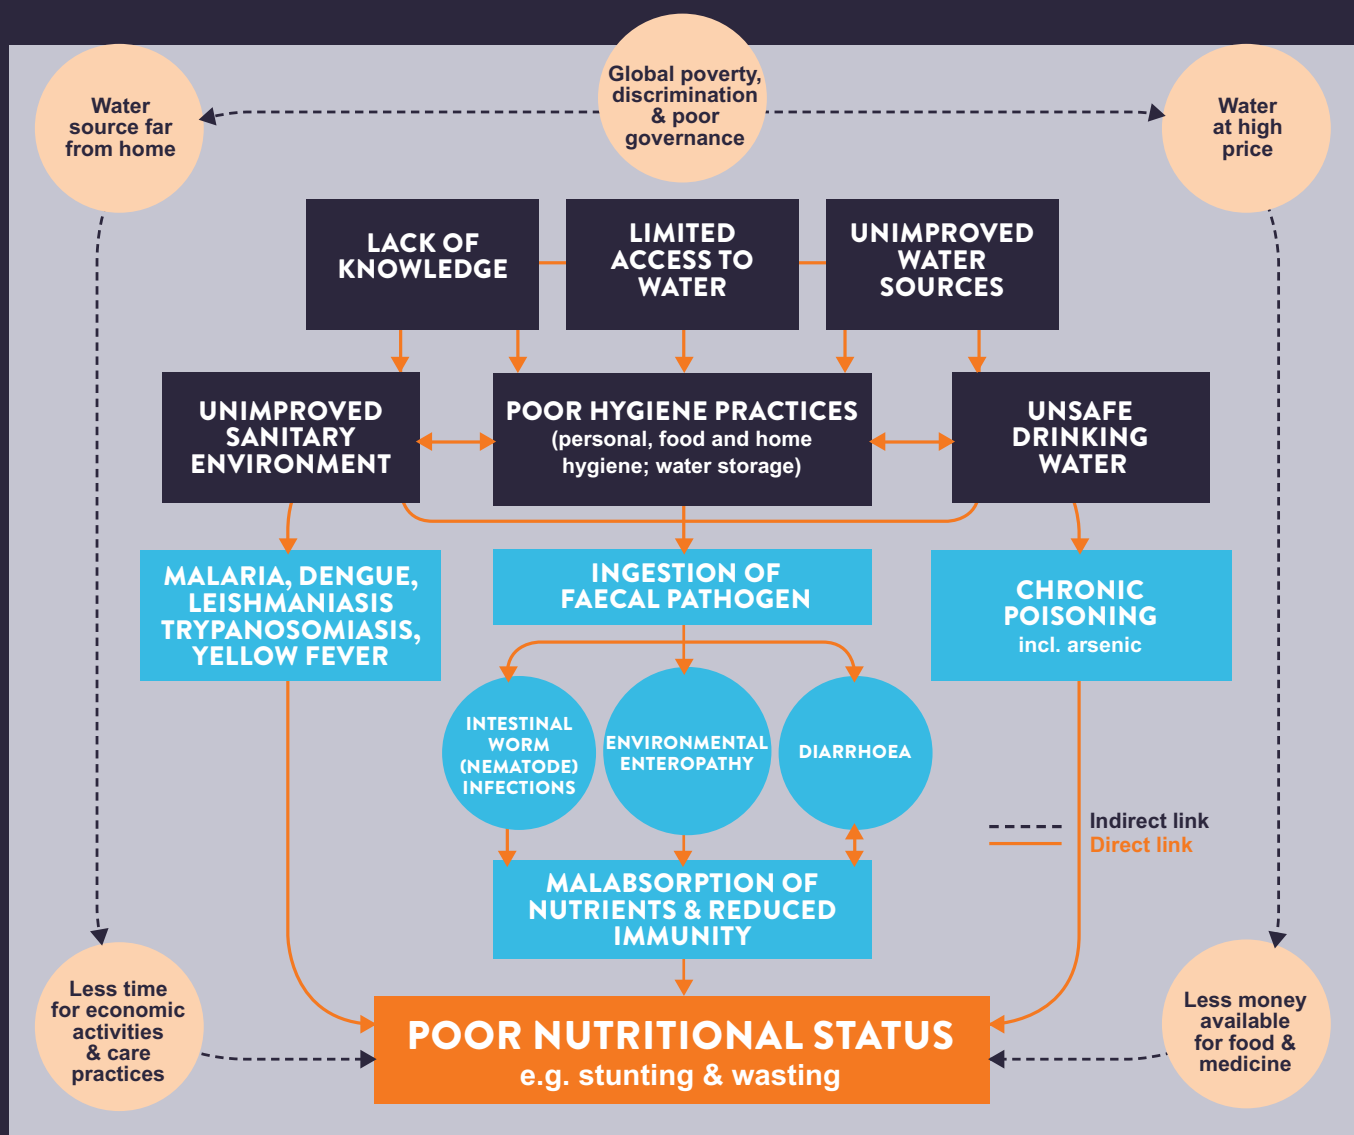 Global poverty,
discrimination
& poor
governance
Water
source far
from home
Water
at high
price
LACK OF
KNOWLEDGE
LIMITED
ACCESS TO
WATER
UNIMPROVED
WATER
SOURCES
UNIMPROVED
SANITARY
ENVIRONMENT
POOR HYGIENE PRACTICES
(personal, food and home
hygiene; water storage)
UNSAFE
DRINKING
WATER
MALARIA, DENGUE,
LEISHMANIASIS
TRYPANOSOMIASIS,
YELLOW FEVER
INGESTION OF
FAECAL PATHOGEN
CHRONIC
POISONING
incl. arsenic
INTESTINAL
WORM
(NEMATODE)
INFECTIONS
ENVIRONMENTAL
ENTEROPATHY
DIARRHOEA
Indirect link
Direct link
MALABSORPTION OF
NUTRIENTS & REDUCED
IMMUNITY
Less time
for economic
activities
& care
practices
POOR NUTRITIONAL STATUS
e.g. stunting & wasting
Less money
available
for food &
medicine